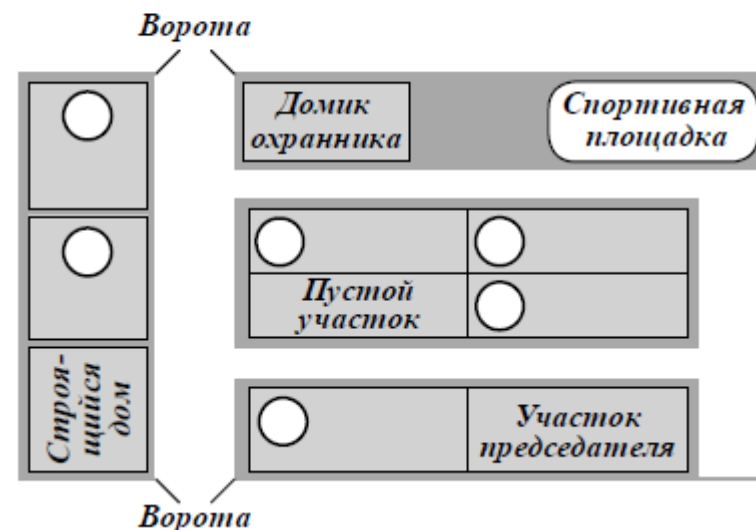 Ворота
Домик
охранника
Спортивная
площадка
Пустой
участок
Строя-
щийся
дом
Участок
председателя
Ворота